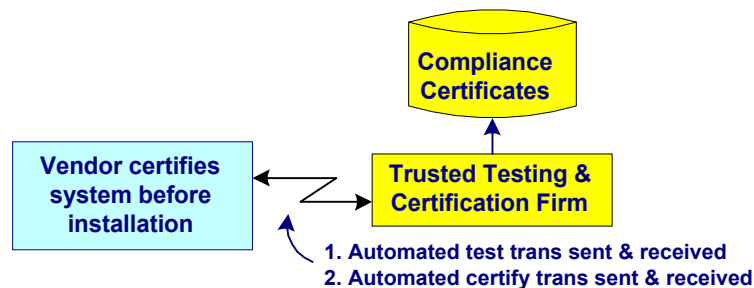 Compliance
Certificates
Vendor certifies
system before
installation
Trusted Testing &
Certification Firm
1. Automated test trans sent & received
2. Automated certify trans sent & received